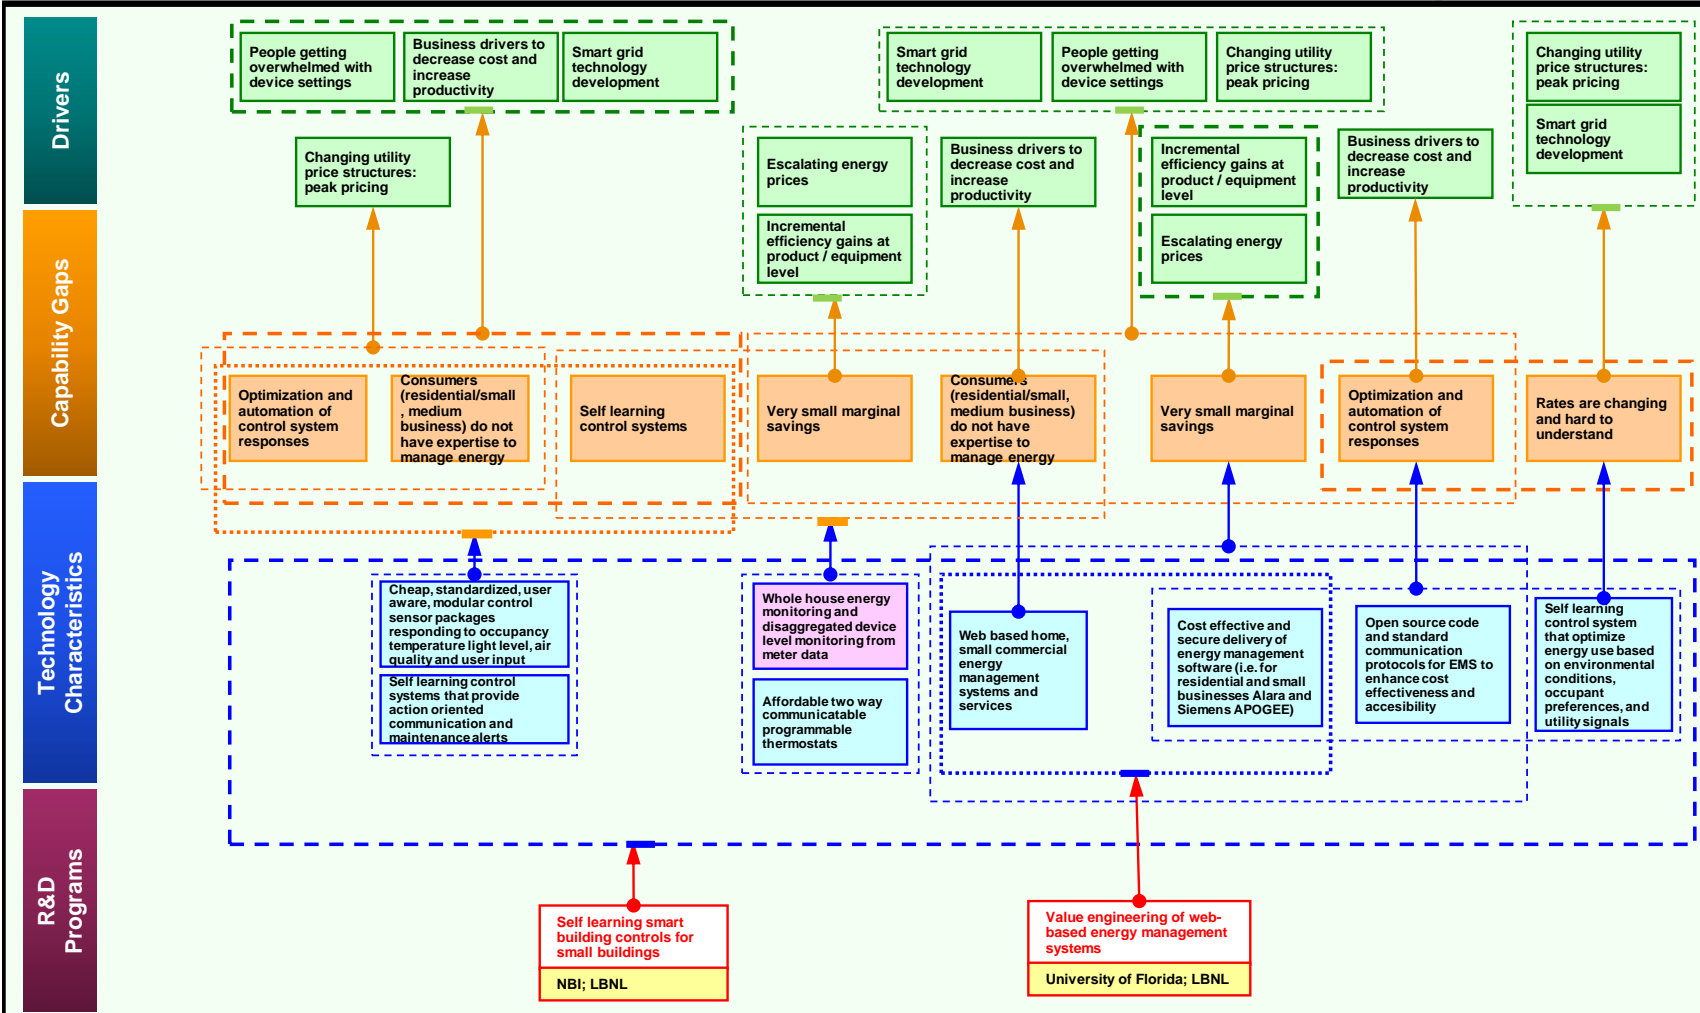 Drivers
People getting
overwhelmed with
device settings
Business drivers to
decrease cost and
increase
productivity
Smart grid
technology
development
Smart grid
technology
development
People getting
overwhelmed with
device settings
Changing utility
price structures:
peak pricing
Changing utility
price structures:
peak pricing
Smart grid
technology
development
Changing utility
price structures:
peak pricing
Escalating energy
prices
Incremental
efficiency gains at
product / equipment
level
Business drivers to
decrease cost and
increase
productivity
Incremental
efficiency gains at
product / equipment
level
Escalating energy
prices
Business drivers to
decrease cost and
increase
productivity
Capability Gaps
Optimization and
automation of
control system
responses
Consumers
(residential/small
, medium
business) do not
have expertise to
manage energy
Self learning
control systems
Very small marginal
savings
Consumers
(residential/small,
medium business)
do not have
expertise to
manage energy
Very small marginal
savings
Optimization and
automation of
control system
responses
Rates are changing
and hard to
understand
Technology
Characteristics
Cheap, standardized, user
aware, modular control
sensor packages
responding to occupancy
temperature light level, air
quality and user input
Self learning control
systems that provide
action oriented
communication and
maintenance alerts
Whole house energy
monitoring and
disaggregated device
level monitoring from
meter data
Affordable two way
communicatable
programmable
thermostats
Web based home,
small commercial
energy
management
systems and
services
Cost effective and
secure delivery of
energy management
software (i.e. for
residential and small
businesses Alara and
Siemens APOGEE)
Open source code
and standard
communication
protocols for EMS to
enhance cost
effectiveness and
accesibility
Self learning
control system
that optimize
energy use based
on environmental
conditions,
occupant
preferences, and
utility signals
R&D
Programs
Self learning smart
building controls for
small buildings
NBI; LBNL
Value engineering of web-
based energy management
systems
University of Florida; LBNL